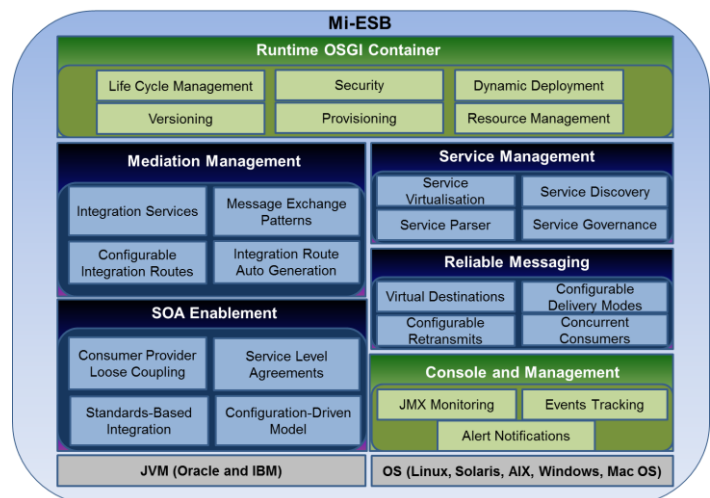 Mi-ESB
Runtime OSGI Container
Life Cycle Management
Security
Dynamic Deployment
Versioning
Provisioning
Resource Management
Mediation Management
Integration Services
Message Exchange
Patterns
Configurable
Integration Routes
Integration Route
Auto Generation
Service Management
Service
Virtualisation
Service Discovery
Service Parser
Service Governance
Reliable Messaging
Virtual Destinations
Configurable
Delivery Modes
Configurable
Retransmits
Concurrent
Consumers
SOA Enablement
Consumer Provider
Loose Coupling
Service Level
Agreements
Standards-Based
Integration
Configuration-Driven
Model
Console and Management
JMX Monitoring
Events Tracking
Alert Notifications
JVM (Oracle and IBM)
OS (Linux, Solaris, AIX, Windows, Mac OS)